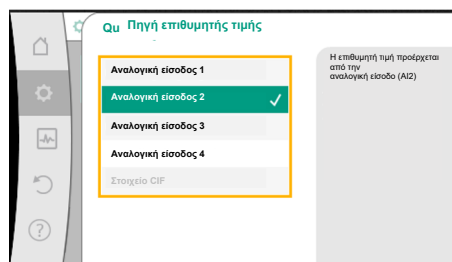 Qu Πηγή επιθυμητής τιμής
Αναλογική είσοδος 1
Αναλογική είσοδος 2
Αναλογική είσοδος 3
Αναλογική είσοδος 4
Στοιχείο CIF
Η επιθυμητή τιμή προέρχεται
από την
αναλογική είσοδο (AI2)
?